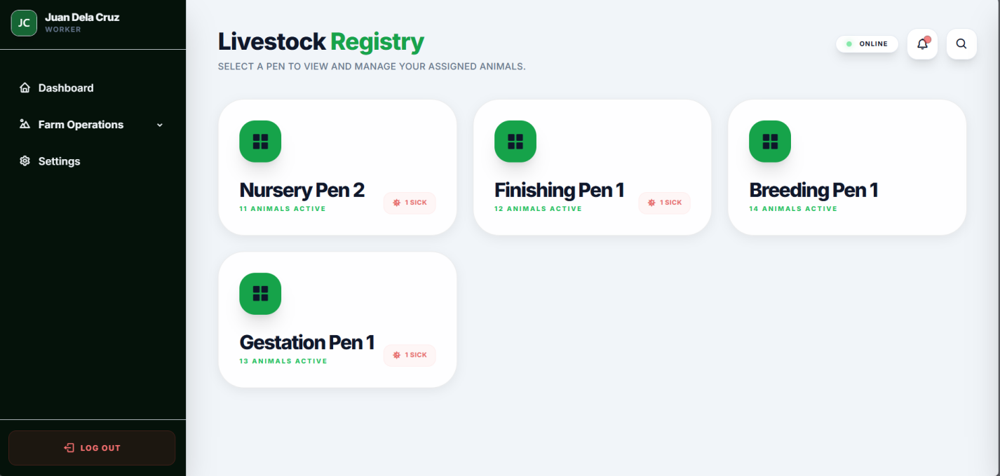 JC
Juan Dela Cruz
WORKER
Dashboard
Farm Operations
Settings
LOG OUT
Livestock Registry
SELECT A PEN TO VIEW AND MANAGE YOUR ASSIGNED ANIMALS.
ONLINE
Nursery Pen 2
11 ANIMALS ACTIVE
1 SICK
Finishing Pen 1
12 ANIMALS ACTIVE
1 SICK
Breeding Pen 1
14 ANIMALS ACTIVE
Gestation Pen 1
13 ANIMALS ACTIVE
1 SICK